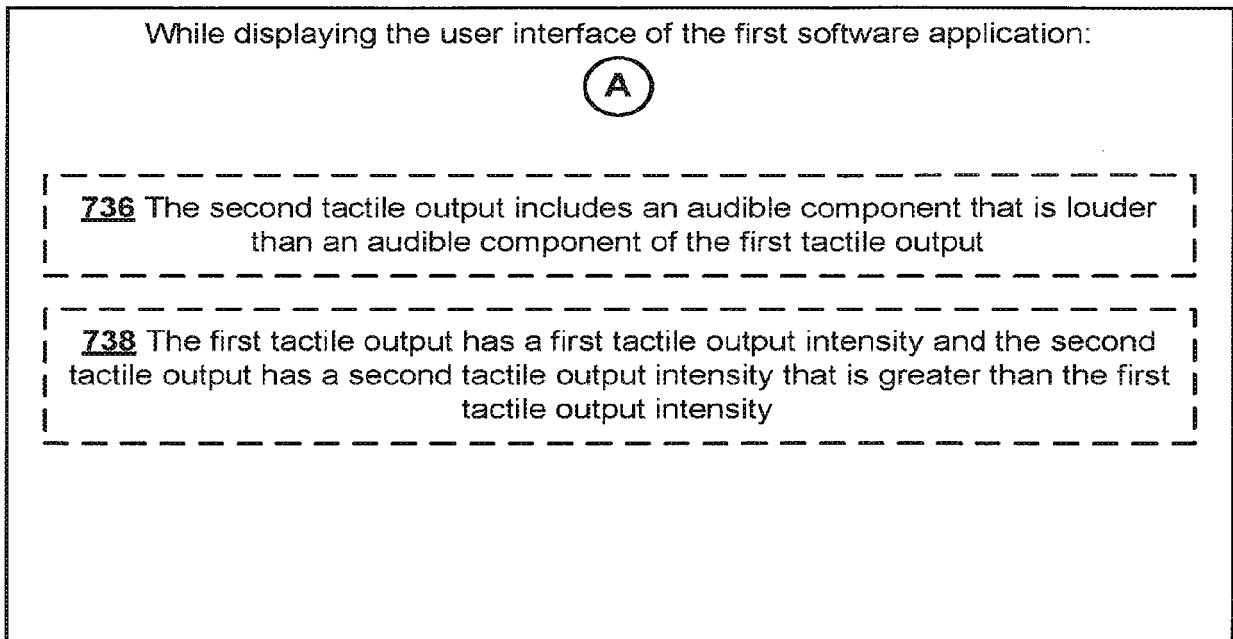 While displaying the user interface of the first software application:
A
736 The second tactile output includes an audible component that is louder
than an audible component of the first tactile output
738 The first tactile output has a first tactile output intensity and the second
tactile output has a second tactile output intensity that is greater than the first
tactile output intensity